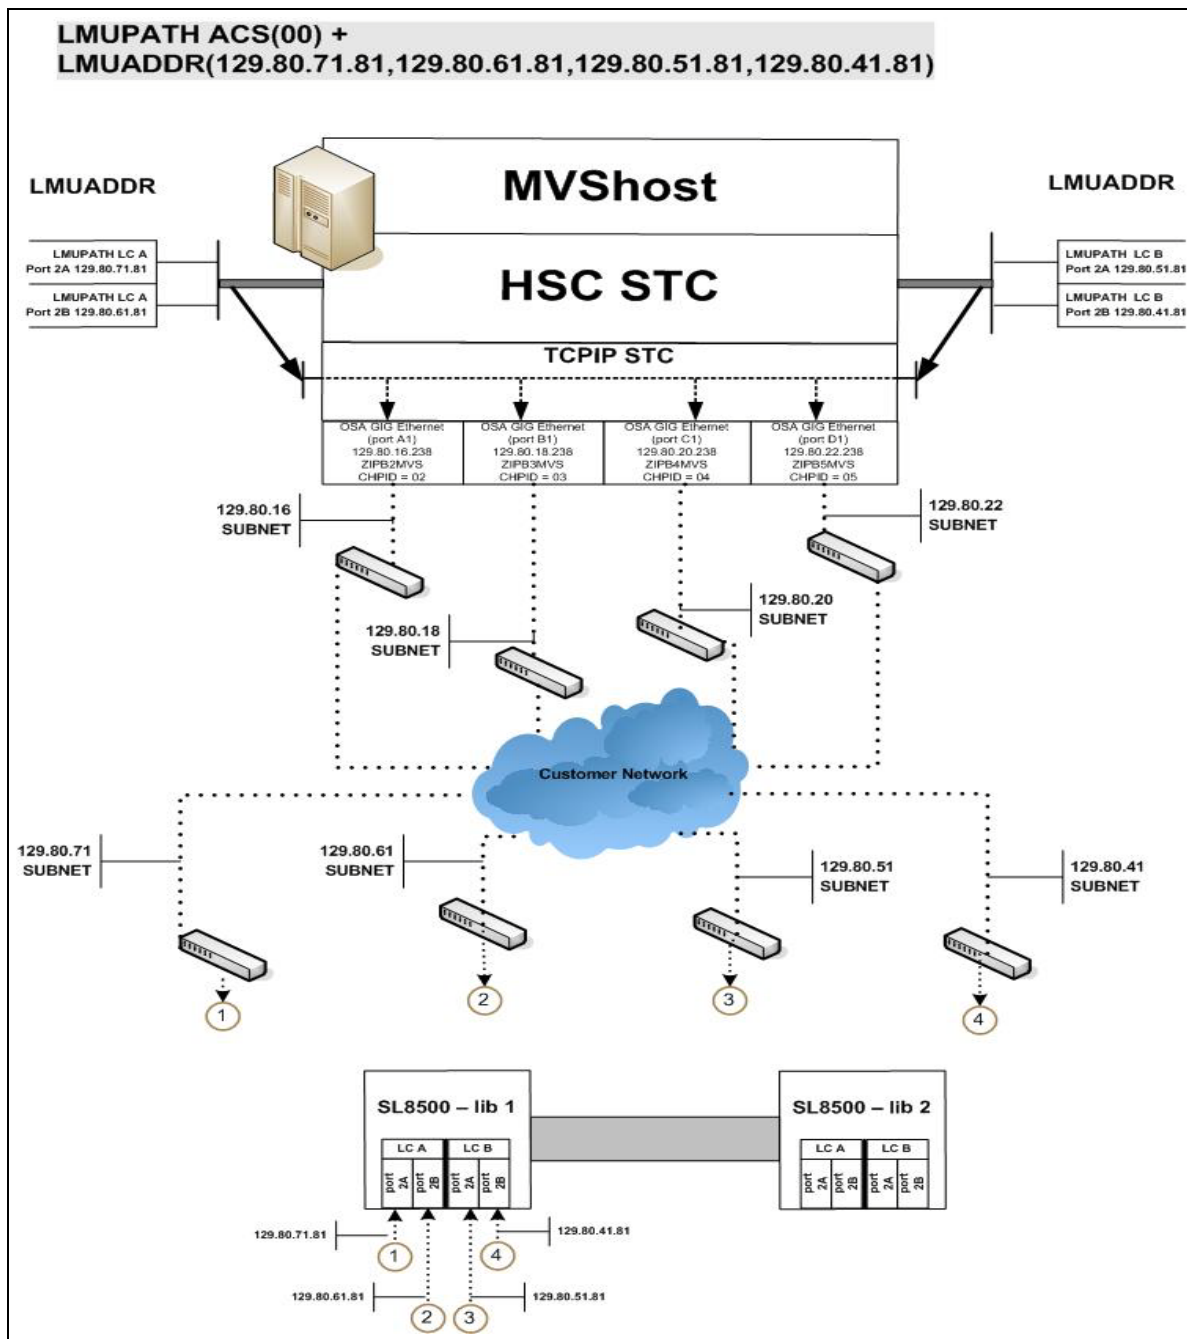 LMUPATH ACS(00) +
LMUADDR(129.80.71.81,129.80.61.81,129.80.51.81,129.80.41.81)
LMUADDR
LMUPATH LC A
Port 2A 129.80.71.81
LMUPATH LC A
Port 2B 129.80.61.81
MVShost
HSC STC
TCPIP STC
LMUADDR
LMUPATH LC B
Port 2A 129.80.51.81
LMUPATH LC B
Port 2B 129.80.41.81
OSA GIG Ethernet
(port A1)
129.80.16.238
ZIPB2MVS
CHPID = 02
OSA GIG Ethernet
(port B1)
129.80.18.238
ZIPB3MVS
CHPID = 03
OSA GIG Ethernet
(port C1)
129.80.20.238
ZIPB4MVS
CHPID = 04
OSA GIG Ethernet
(port D1)
129.80.22.238
ZIPB5MVS
CHPID = 05
129.80.16
SUBNET
129.80.22
SUBNET
129.80.18
SUBNET
129.80.20
SUBNET
Customer Network
129.80.71
SUBNET
129.80.61
SUBNET
129.80.51
SUBNET
129.80.41
SUBNET
1
2
3
4
SL8500 – lib 1
LC A
LC B
port 2A
port 2B
port 2A
port 2B
SL8500 – lib 2
LC A
LC B
port 2A
port 2B
port 2A
port 2B
129.80.71.81
1
4
129.80.41.81
129.80.61.81
2
3
129.80.51.81